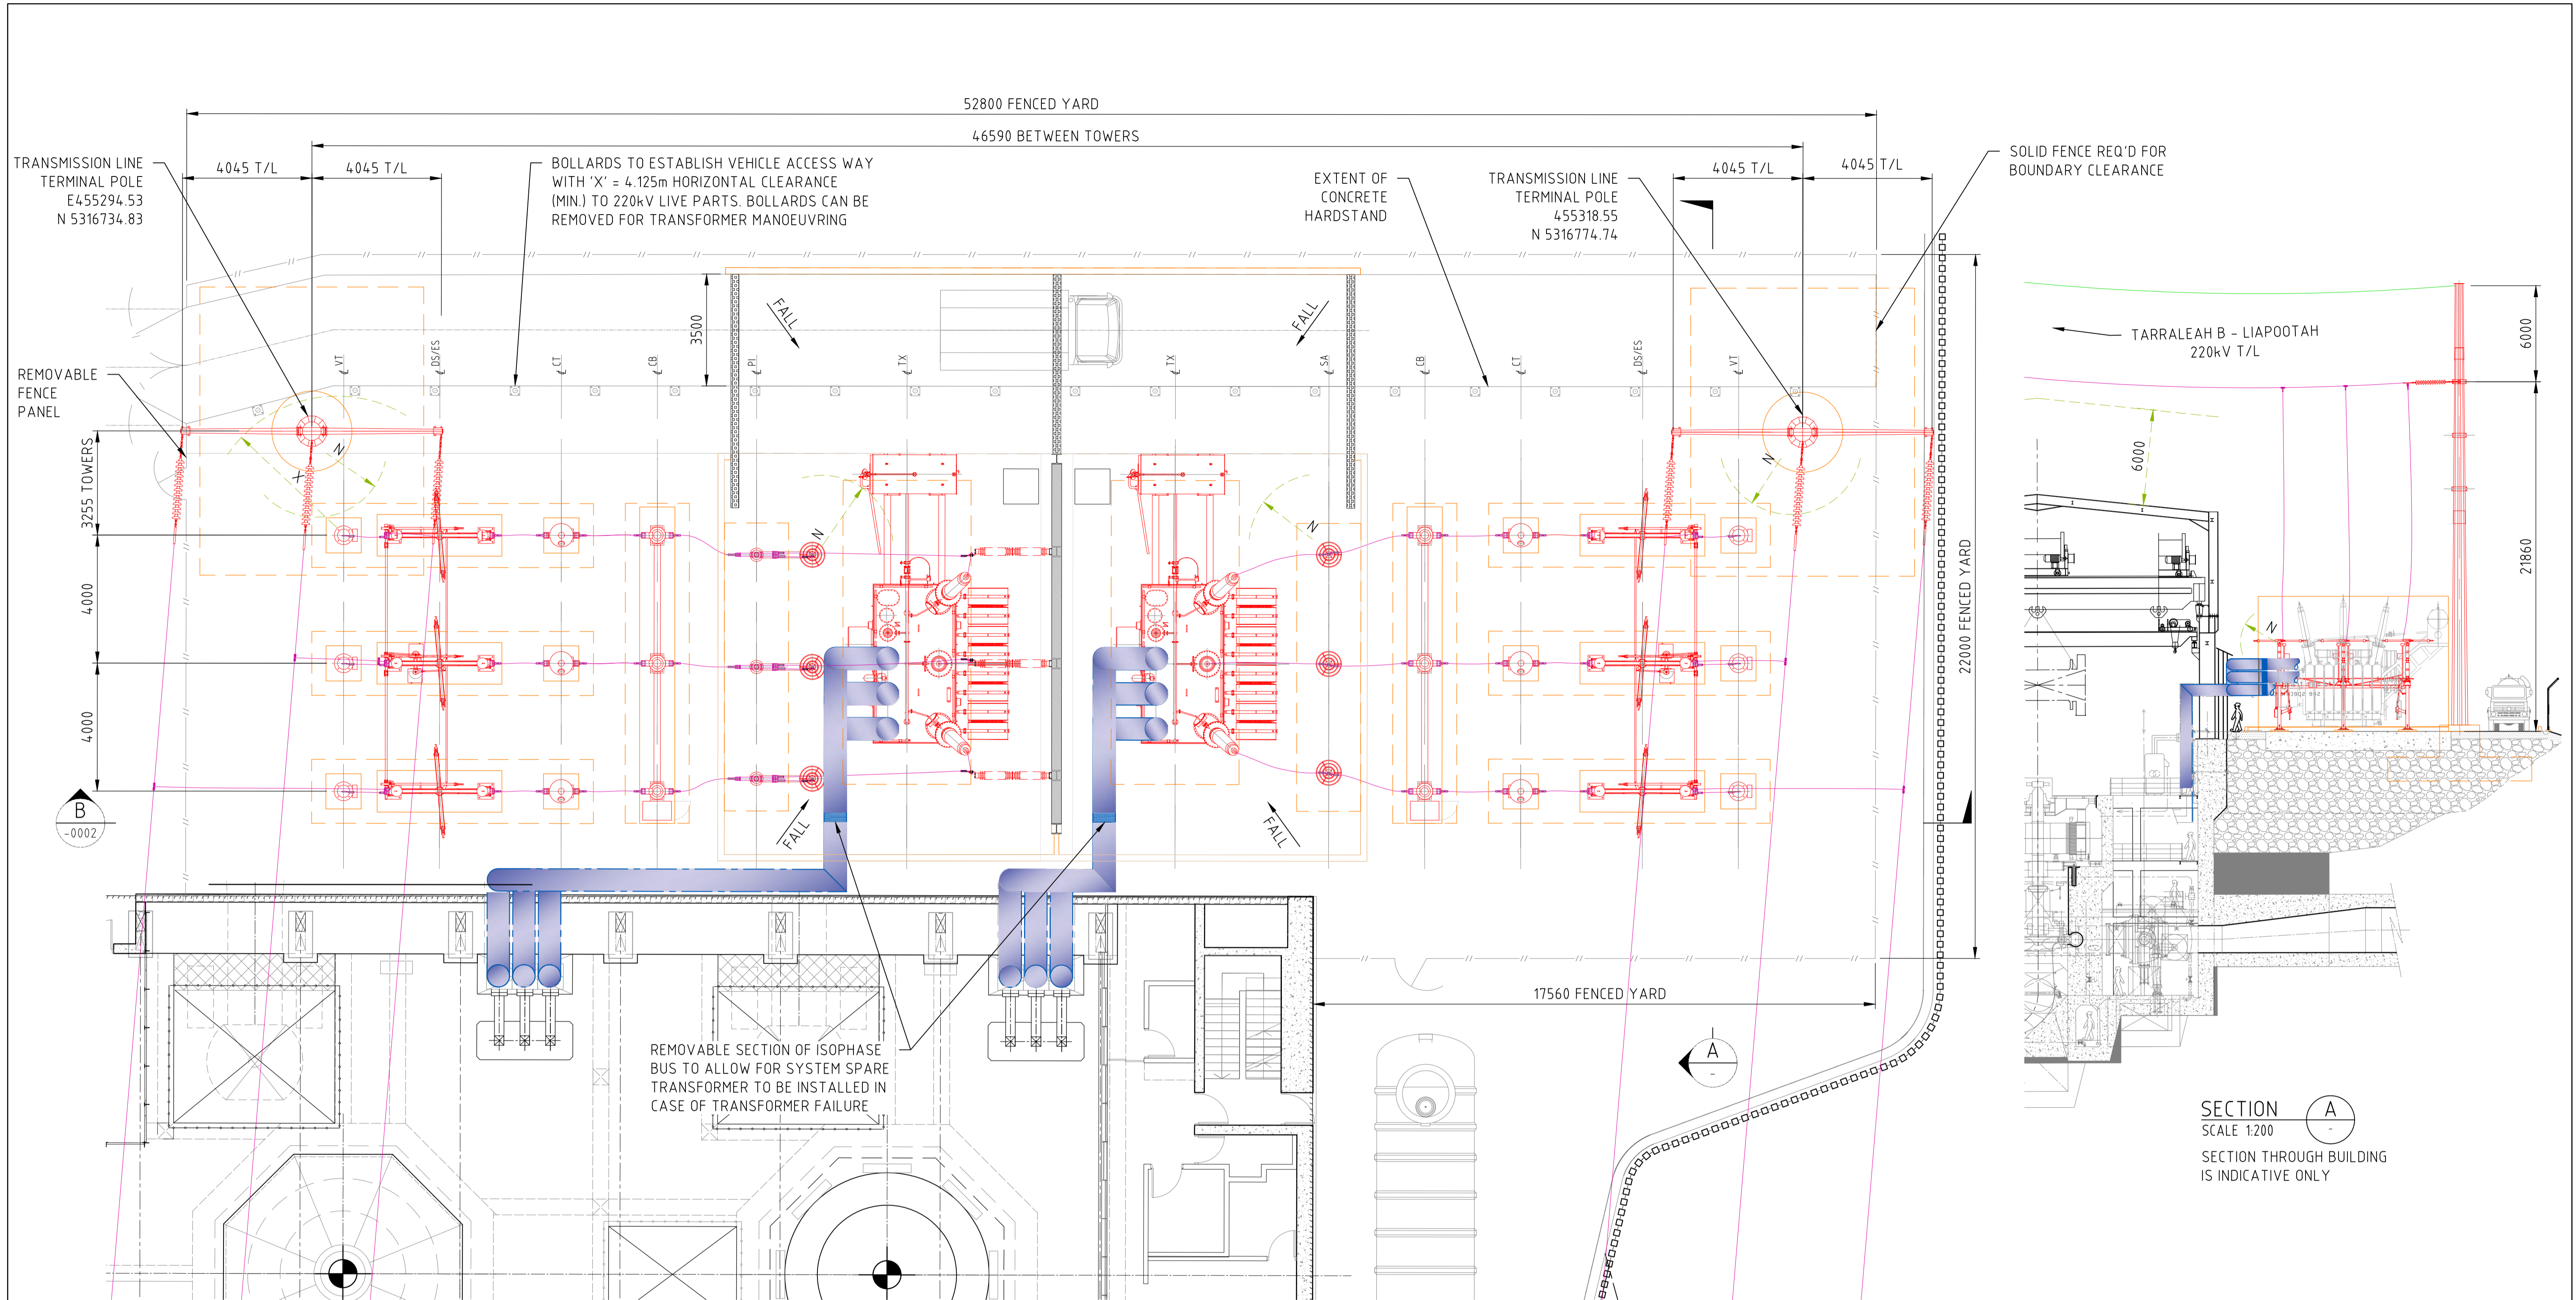 52800 FENCED YARD
46590 BETWEEN TOWERS
TRANSMISSION LINE
TERMINAL POLE
E455294.53
N 5316734.83
4045 T/L
4045 T/L
BOLLARDS TO ESTABLISH VEHICLE ACCESS WAY
WITH 'X' = 4.125m HORIZONTAL CLEARANCE
(MIN.) TO 220kV LIVE PARTS. BOLLARDS CAN BE
REMOVED FOR TRANSFORMER MANOEUVRING
EXTENT OF
CONCRETE
HARDSTAND
TRANSMISSION LINE
TERMINAL POLE
455318.55
N 5316774.74
4045 T/L
4045 T/L
SOLID FENCE REQ'D FOR
BOUNDARY CLEARANCE
REMOVABLE
FENCE
PANEL
3500
FALL
FALL
VT
DS/ES
CT
CB
PI
TX
TX
SA
CB
CT
DS/ES
VT
3255 TOWERS
4000
4000
N
X
N
N
N
FALL
FALL
B
-0002
22000 FENCED YARD
17560 FENCED YARD
REMOVABLE SECTION OF ISOPHASE
BUS TO ALLOW FOR SYSTEM SPARE
TRANSFORMER TO BE INSTALLED IN
CASE OF TRANSFORMER FAILURE
A
-
TARRALEAH B - LIAPOOTAH
220kV T/L
6000
6000
21860
N
SECTION
A
-
SCALE 1:200
SECTION THROUGH BUILDING
IS INDICATIVE ONLY